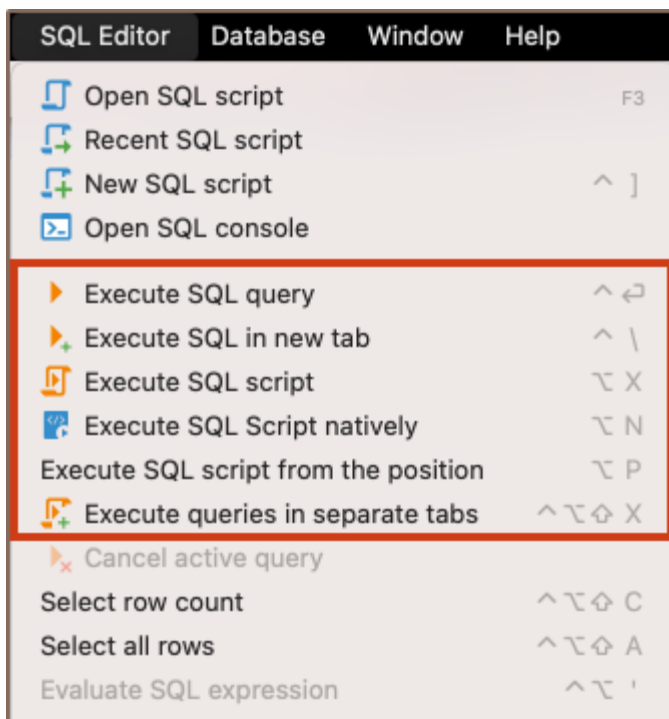 SQL Editor Database Window Help
Open SQL script F3
Recent SQL script
New SQL script ^ ]
Open SQL console
Execute SQL query ^ ↩
Execute SQL in new tab ^ \
Execute SQL script ⌥ X
Execute SQL Script natively ⌥ N
Execute SQL script from the position ⌥ P
Execute queries in separate tabs ^⌥⇧ X
Cancel active query
Select row count ^⌥⇧ C
Select all rows ^⌥⇧ A
Evaluate SQL expression ^⌥ '